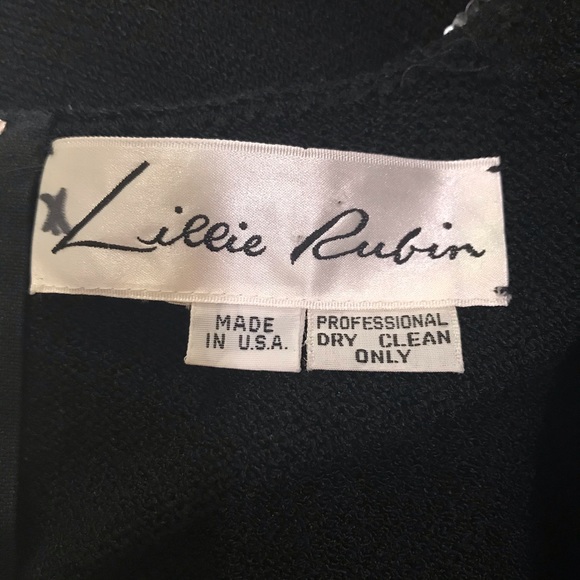 Lillie Rubin
MADE
IN U.S.A.
PROFESSIONAL
DRY CLEAN
ONLY